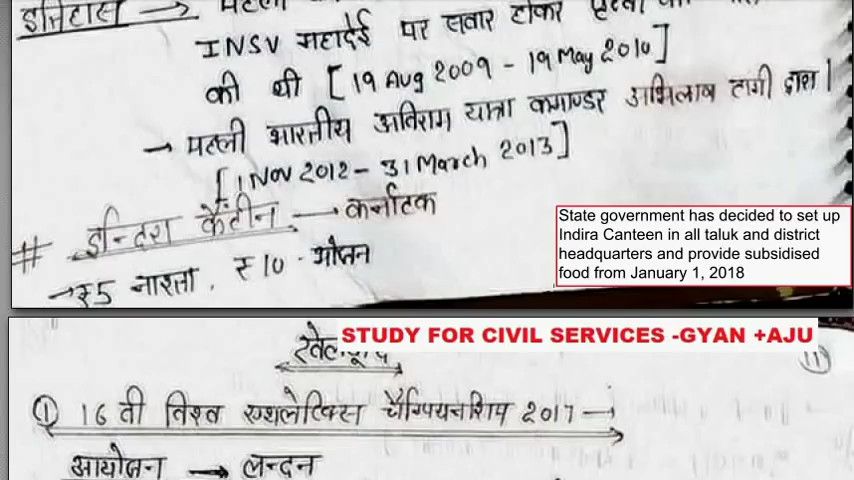 इतिहास → पहली
INSV महादेई पर सवार होकर
की थी [19 Aug 2009 - 19 May 2010]
→ पहली भारतीय अविराम यात्रा कमाण्डर अभिलाष टामी द्वारा |
[1 Nov 2012 - 31 March 2013]
# इन्दिरा कैंटीन → कर्नाटक
→ ₹5 नाश्ता, ₹10 - भोजन
State government has decided to set up
Indira Canteen in all taluk and district
headquarters and provide subsidised
food from January 1, 2018
STUDY FOR CIVIL SERVICES -GYAN +AJU
11
① 16 वी विश्व एथलेटिक्स चैम्पियनशिप 2017 →
आयोजन → लन्दन